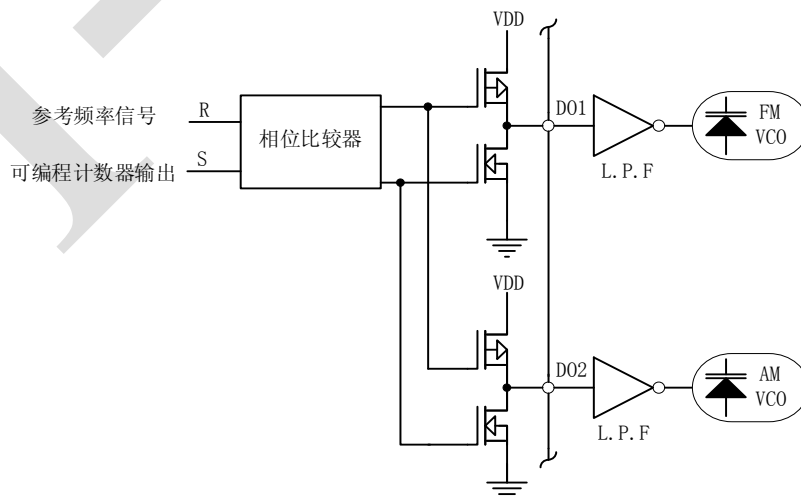 VDD
参考频率信号
R
相位比较器
可编程计数器输出
S
DO1
L.P.F
FM
VCO
VDD
DO2
L.P.F
AM
VCO